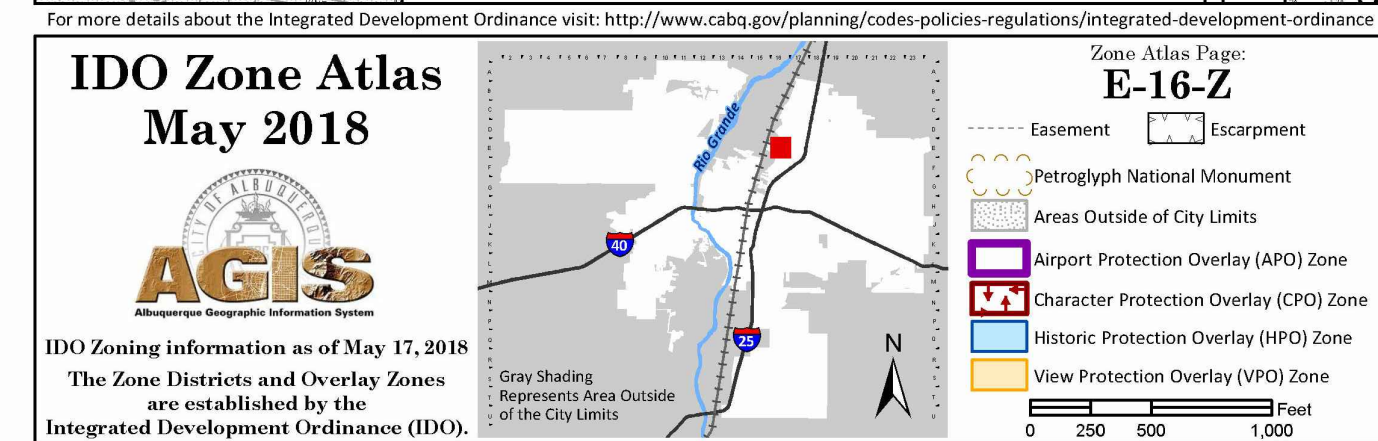 For more details about the Integrated Development Ordinance visit: http://www.cabq.gov/planning/codes-policies-regulations/integrated-development-ordinance
IDO Zone Atlas
May 2018
CITY OF ALBUQUERQUE
AGIS
Albuquerque Geographic Information System
IDO Zoning information as of May 17, 2018
The Zone Districts and Overlay Zones
are established by the
Integrated Development Ordinance (IDO).
Rio Grande
40
25
N
Gray Shading
Represents Area Outside
of the City Limits
Zone Atlas Page:
E-16-Z
Easement
Escarpment
Petroglyph National Monument
Areas Outside of City Limits
Airport Protection Overlay (APO) Zone
Character Protection Overlay (CPO) Zone
Historic Protection Overlay (HPO) Zone
View Protection Overlay (VPO) Zone
Feet
0 250 500 1,000